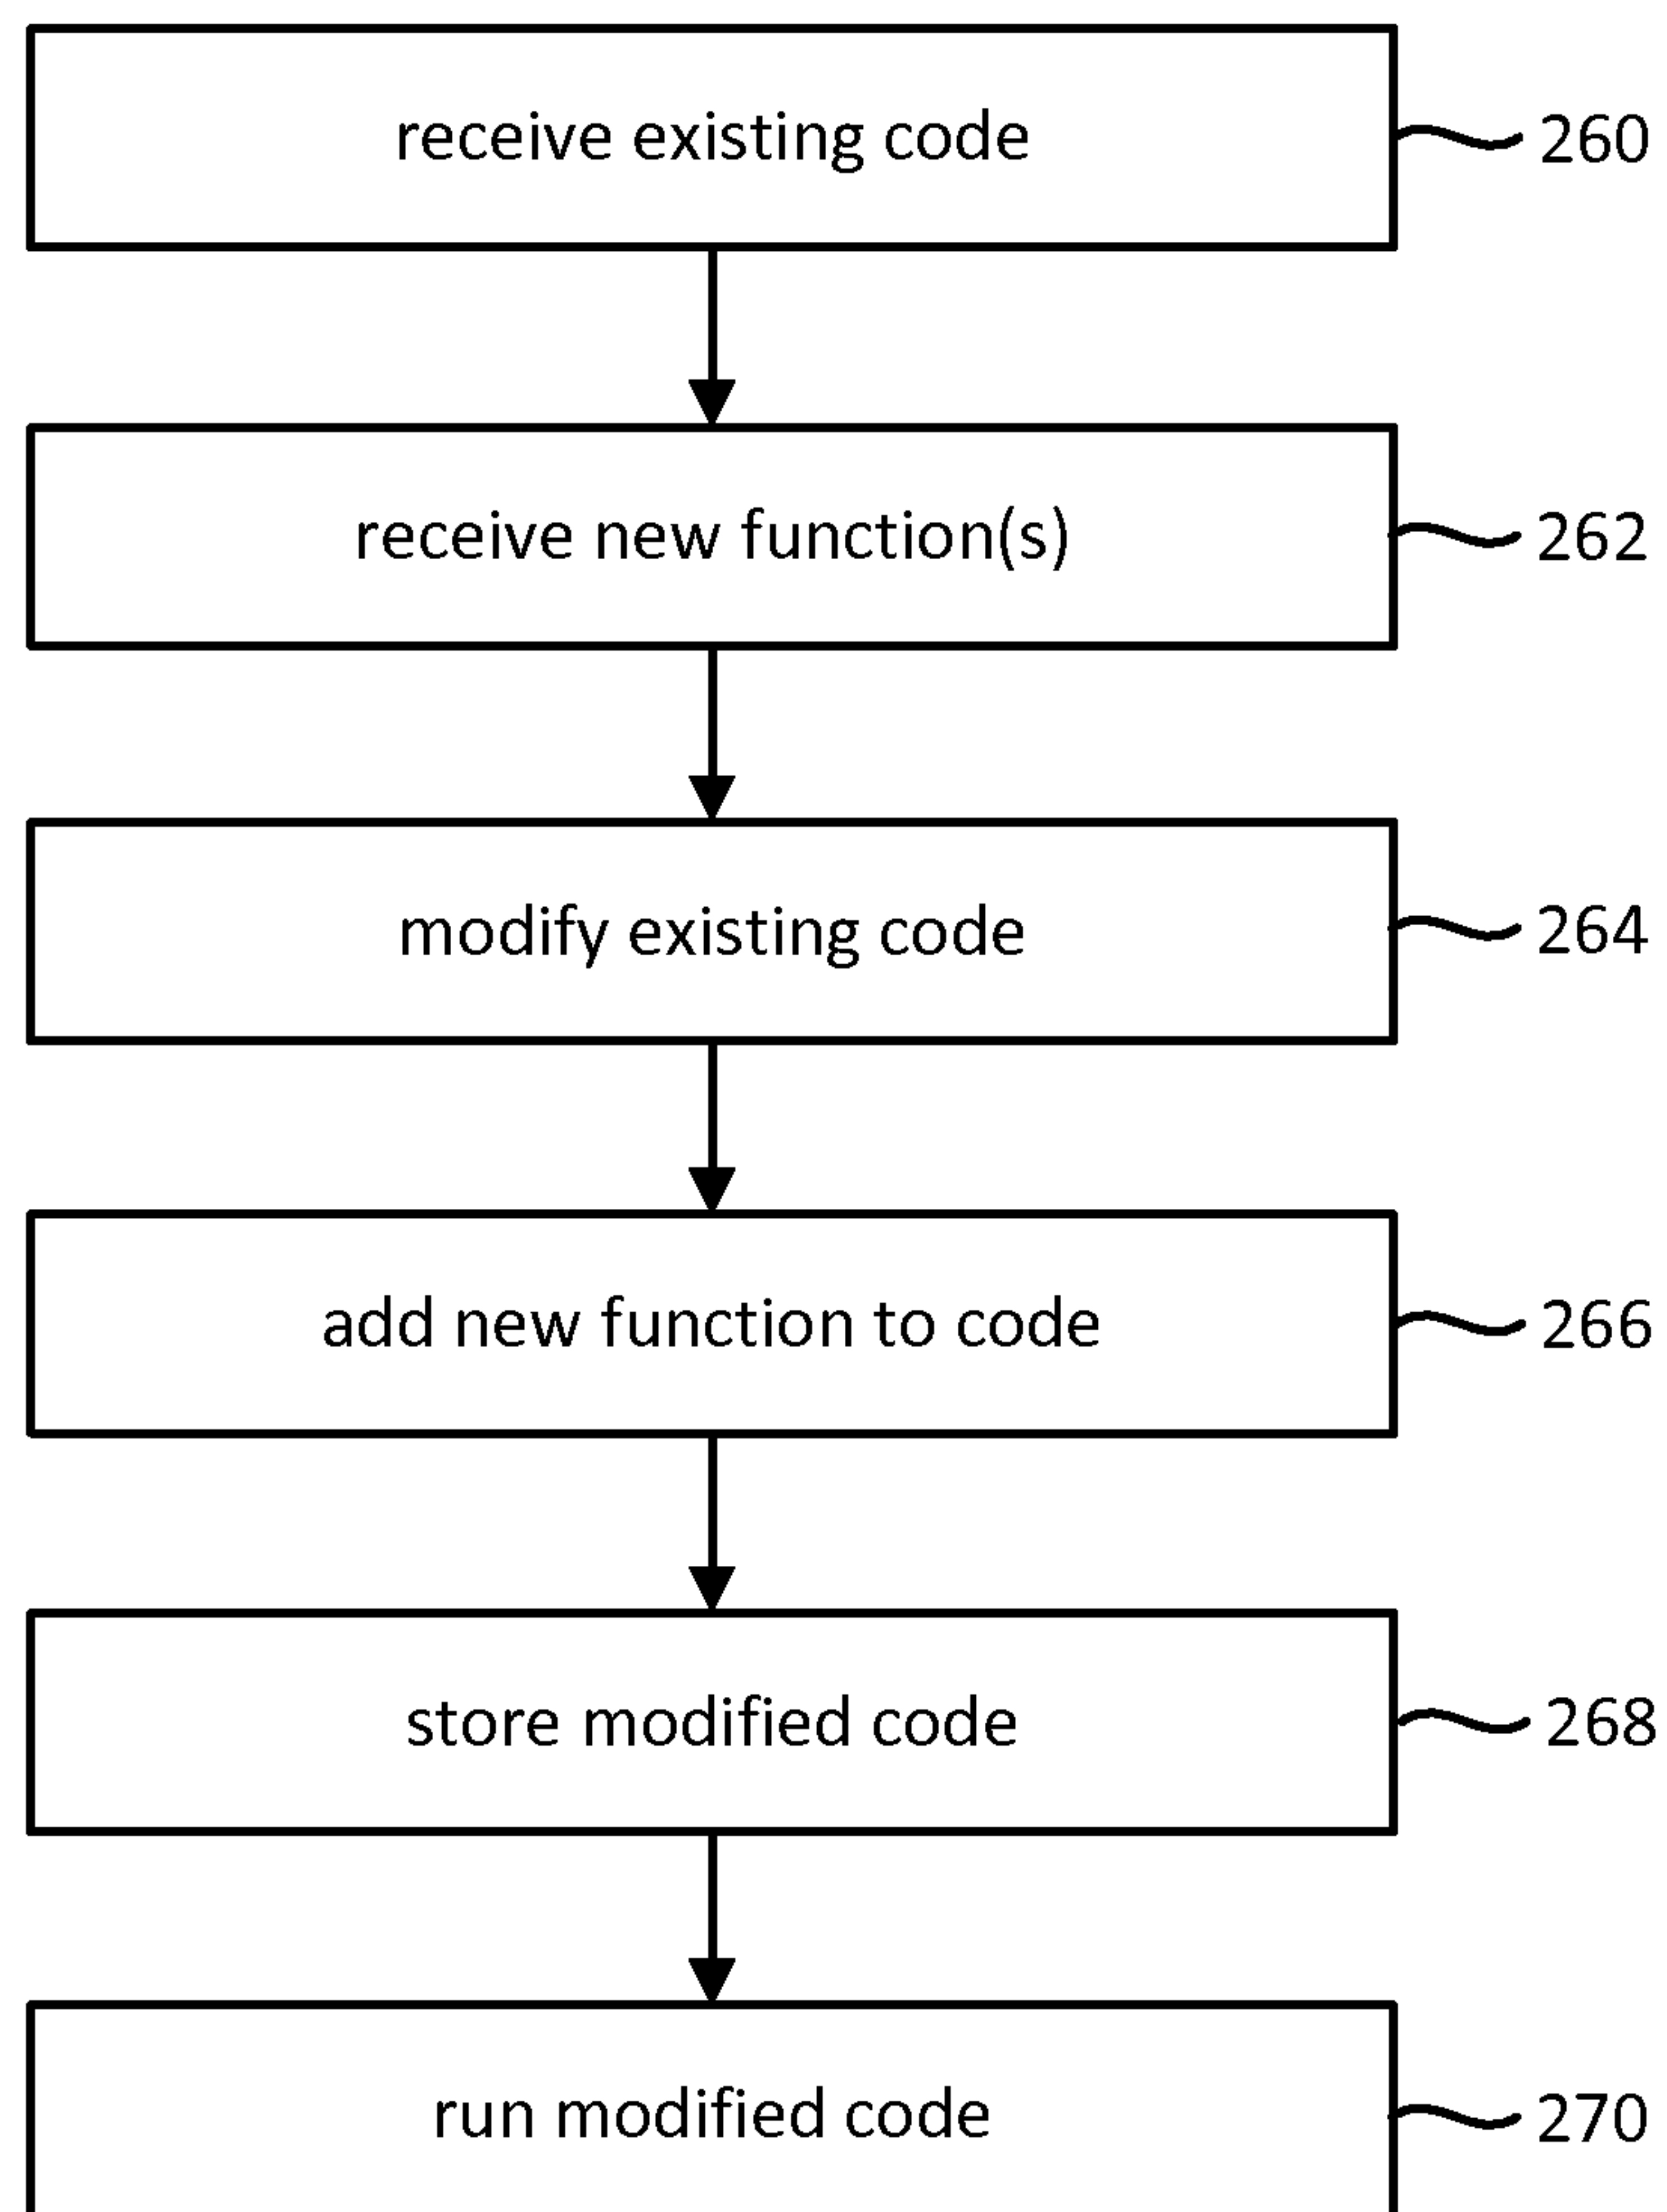 receive existing code 260
receive new function(s) 262
modify existing code 264
add new function to code 266
store modified code 268
run modified code 270